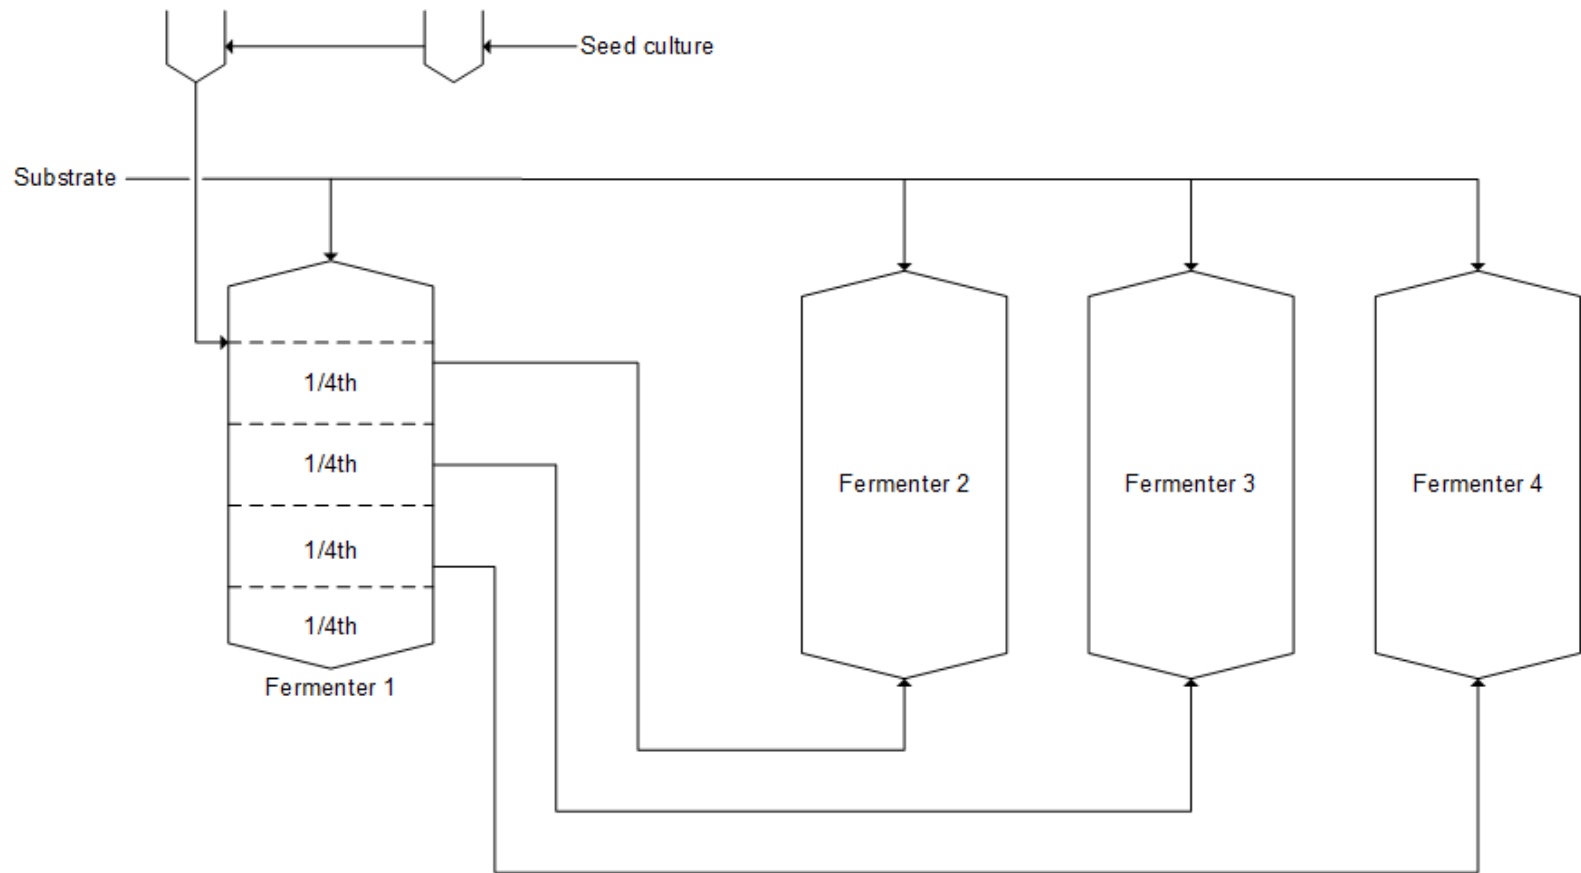 Seed culture
Substrate
1/4th
1/4th
1/4th
1/4th
Fermenter 1
Fermenter 2
Fermenter 3
Fermenter 4